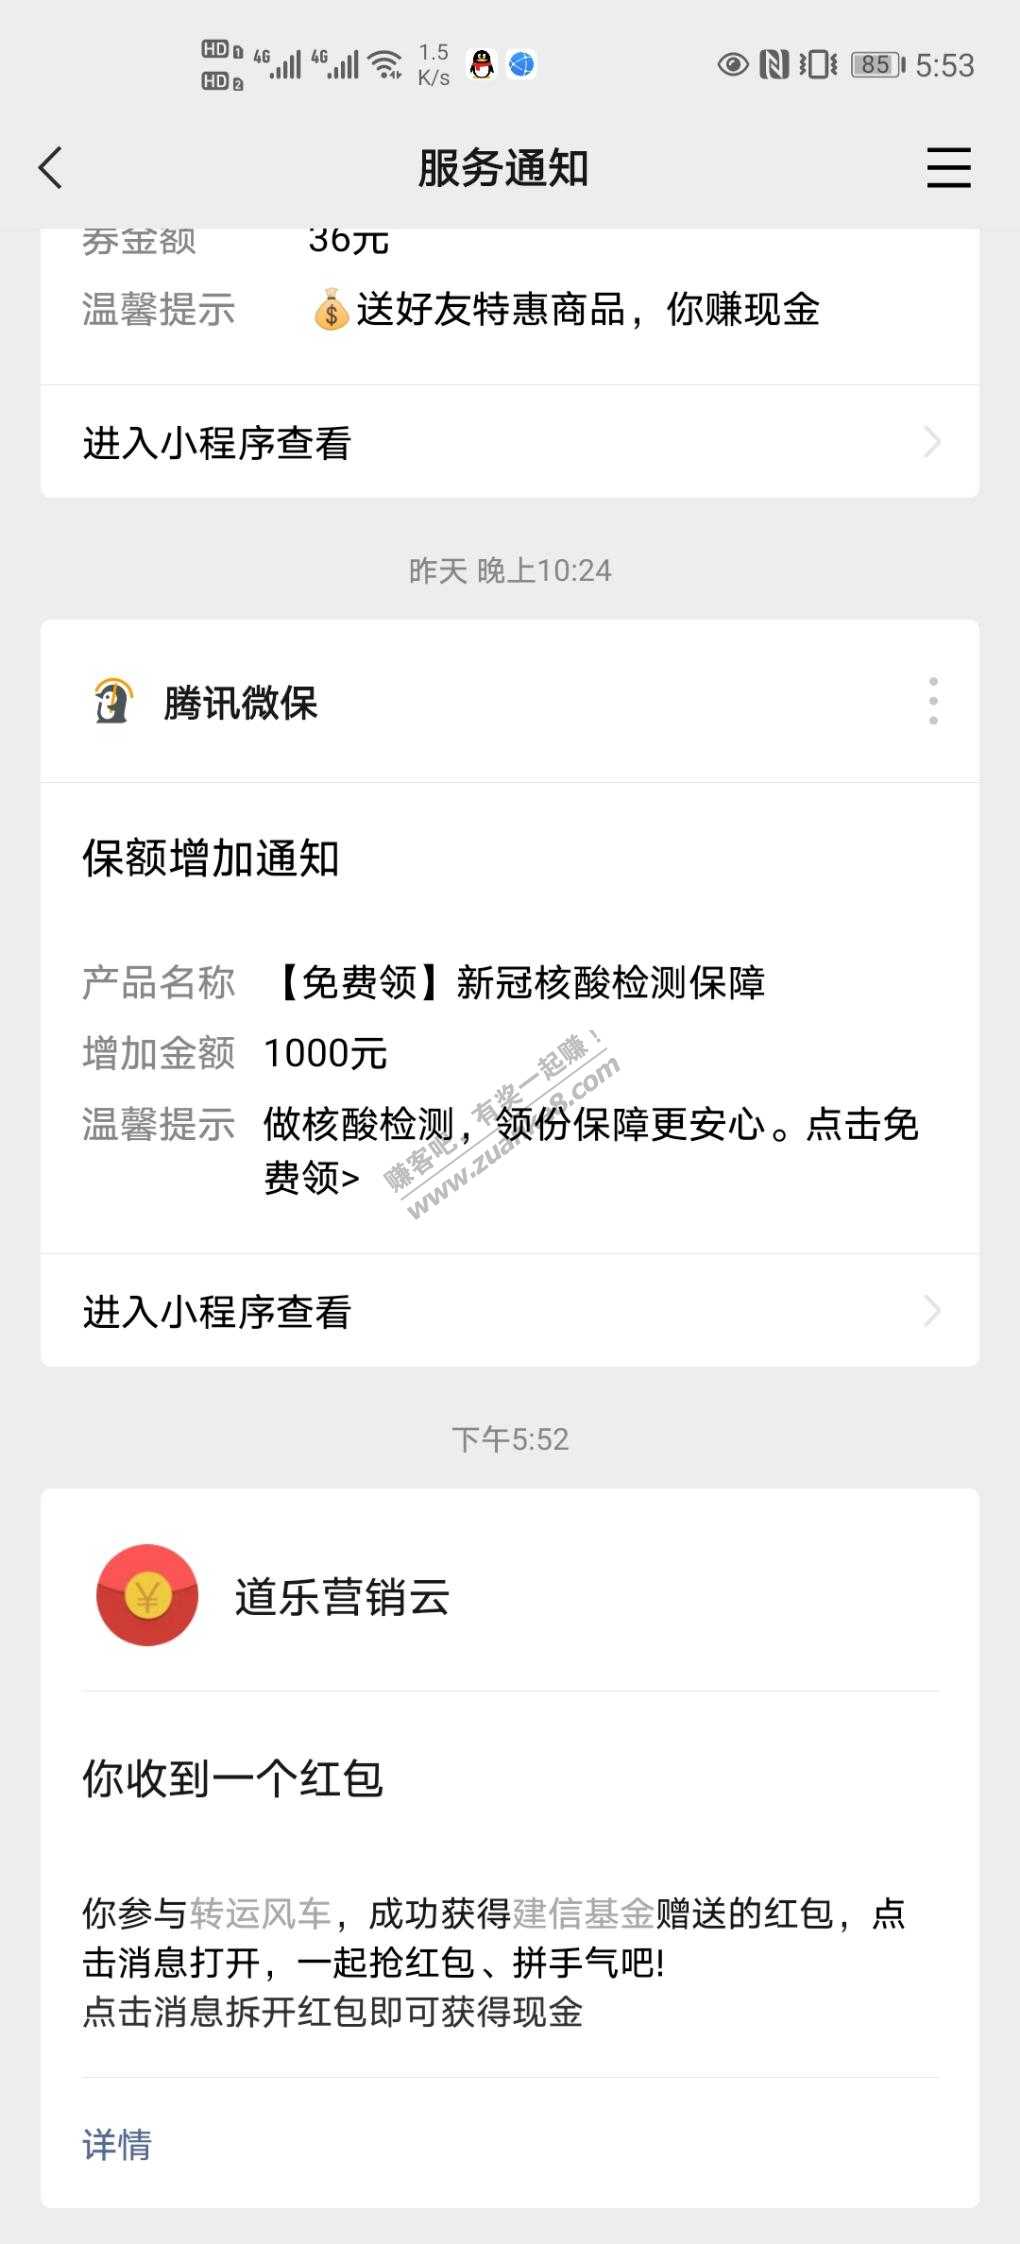 HD 1 4G 4G 1.5 85 5:53
HD 2 K/s
服务通知
券金额 36元
温馨提示 送好友特惠商品，你赚现金
进入小程序查看
昨天 晚上10:24
腾讯微保
保额增加通知
产品名称 【免费领】新冠核酸检测保障
增加金额 1000元
温馨提示 做核酸检测，领份保障更安心。点击免
费领>
赚客吧，有奖一起赚！
www.zuanke8.com
进入小程序查看
下午5:52
道乐营销云
你收到一个红包
你参与转运风车，成功获得建信基金赠送的红包，点
击消息打开，一起抢红包、拼手气吧!
点击消息拆开红包即可获得现金
详情